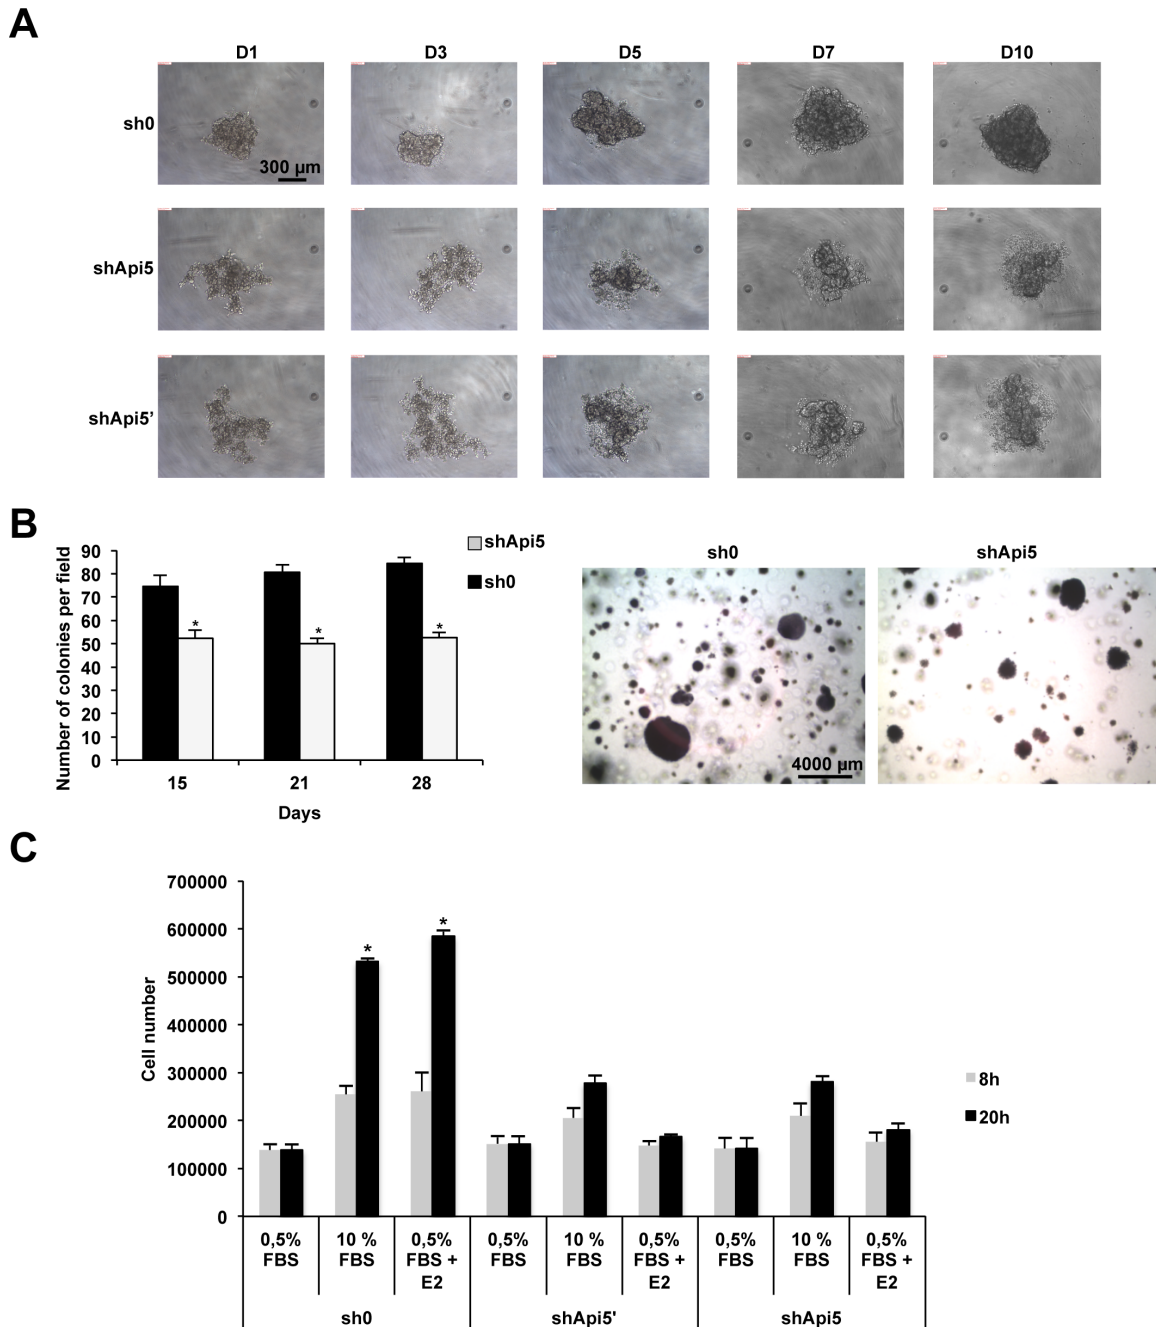 A
D1 D3 D5 D7 D10
sh0
300 µm
shApi5
shApi5'
B
Number of colonies per field
90
80
70
60
50
40
30
20
10
0
* * *
15 21 28
Days
shApi5
sh0
sh0 shApi5
4000 µm
C
Cell number
700000
600000
500000
400000
300000
200000
100000
0
* *
8h
20h
0,5% 10 % 0,5% 0,5% 10 % 0,5% 0,5% 10 % 0,5%
FBS FBS FBS + FBS FBS FBS + FBS FBS FBS +
E2 E2 E2
sh0 shApi5' shApi5